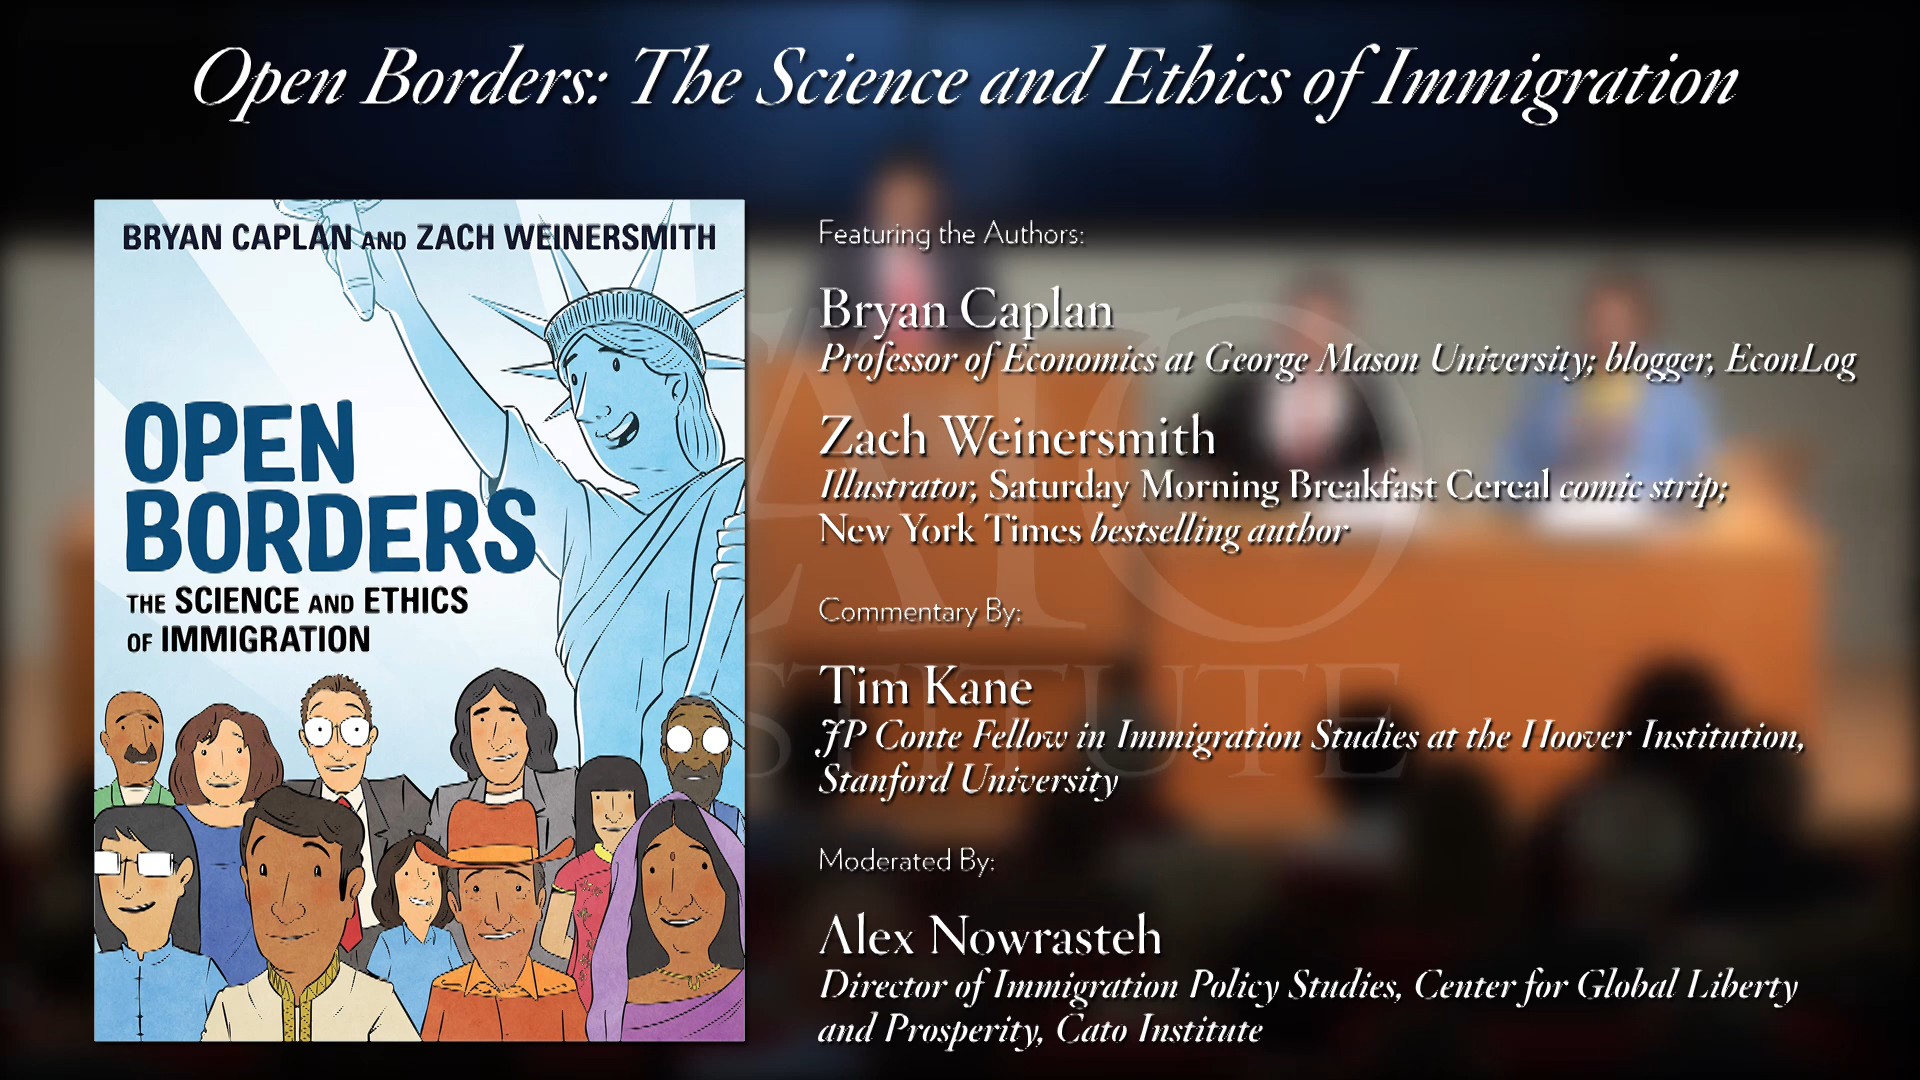 Open Borders: The Science and Ethics of Immigration
BRYAN CAPLAN AND ZACH WEINERSMITH
OPEN
BORDERS
THE SCIENCE AND ETHICS
OF IMMIGRATION
Featuring the Authors:
Bryan Caplan
Professor of Economics at George Mason University; blogger, EconLog
Zach Weinersmith
Illustrator, Saturday Morning Breakfast Cereal comic strip;
New York Times bestselling author
Commentary By:
Tim Kane
JP Conte Fellow in Immigration Studies at the Hoover Institution,
Stanford University
Moderated By:
Alex Nowrasteh
Director of Immigration Policy Studies, Center for Global Liberty
and Prosperity, Cato Institute
CATO
INSTITUTE